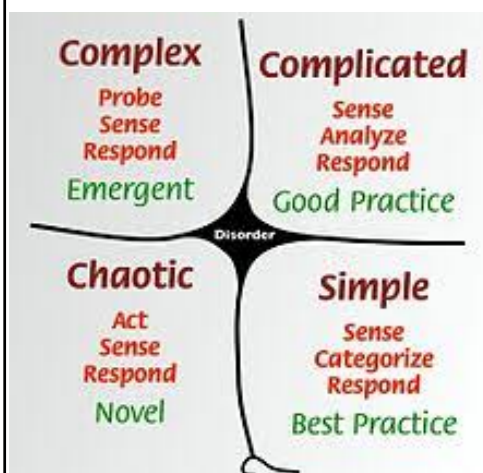 Complex
Probe
Sense
Respond
Emergent
Complicated
Sense
Analyze
Respond
Good Practice
Disorder
Chaotic
Act
Sense
Respond
Novel
Simple
Sense
Categorize
Respond
Best Practice